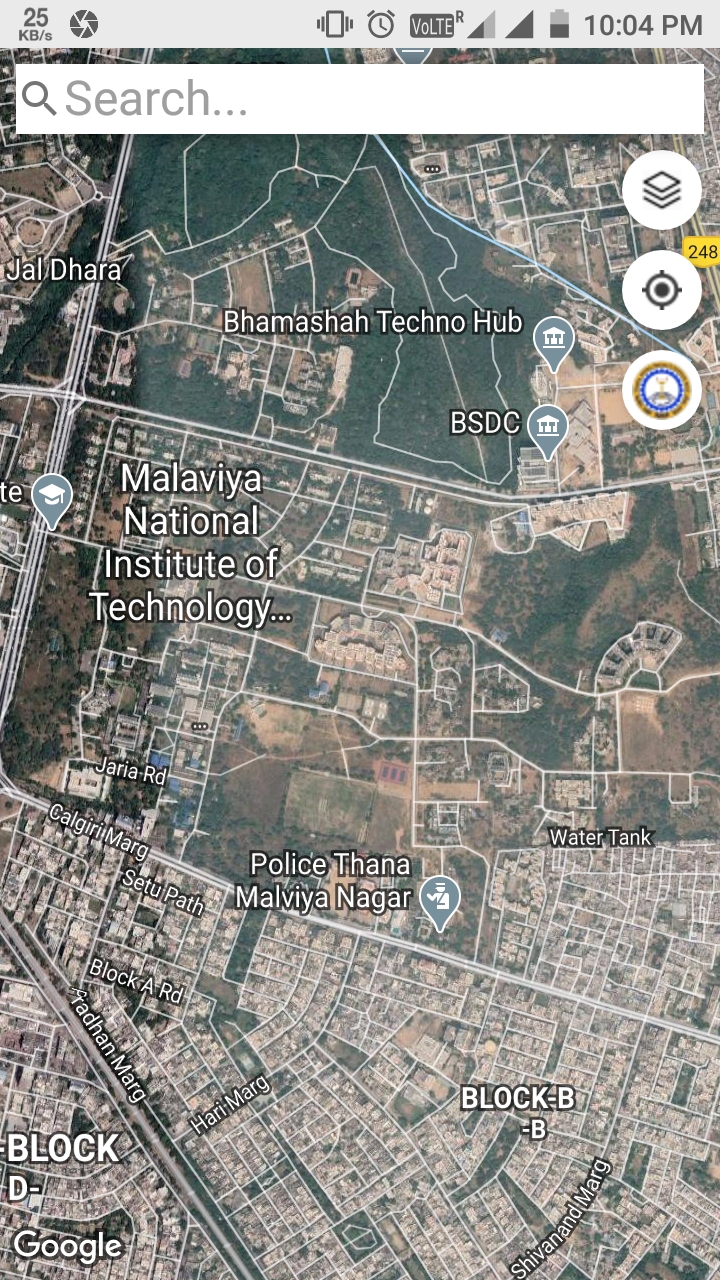 25
KB/s
VoLTE R
10:04 PM
Search...
248
Jal Dhara
Bhamashah Techno Hub
BSDC
te
Malaviya
National
Institute of
Technology...
Jaria Rd
Calgiri Marg
Water Tank
Setu Path
Police Thana
Malviya Nagar
Block A Rd
Pradhan Marg
Hari Marg
BLOCK-B
-B
-BLOCK
D-
Shivanand Marg
Google